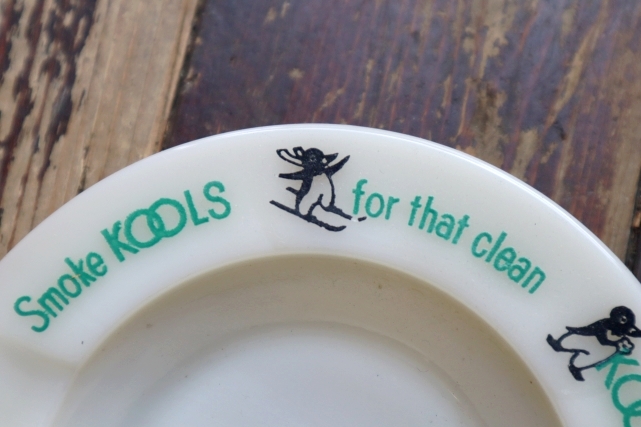 Smoke KOOLS for that clean